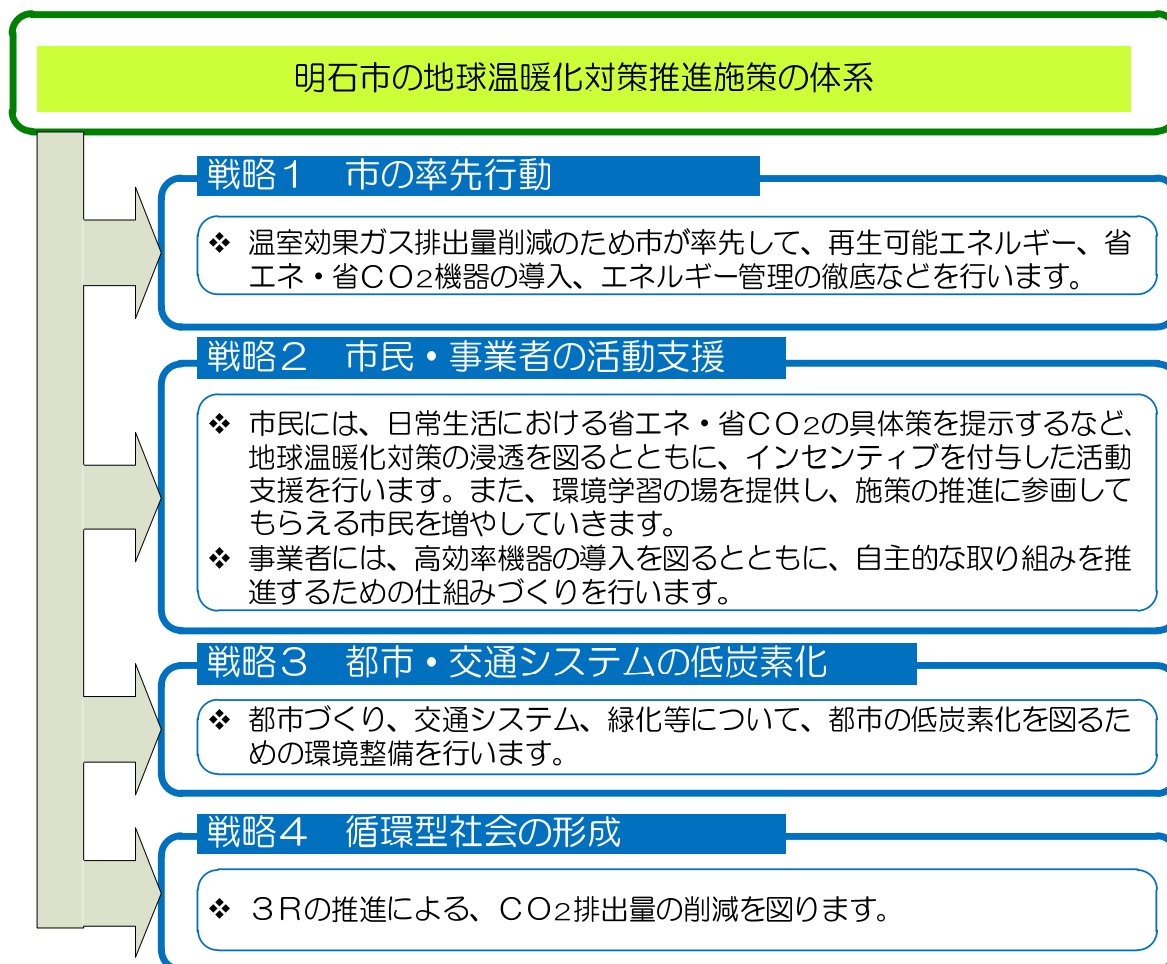 明石市の地球温暖化対策推進施策の体系
戦略１　市の率先行動
❖ 温室効果ガス排出量削減のため市が率先して、再生可能エネルギー、省
エネ・省ＣＯ2機器の導入、エネルギー管理の徹底などを行います。
戦略２　市民・事業者の活動支援
❖ 市民には、日常生活における省エネ・省ＣＯ2の具体策を提示するなど、
地球温暖化対策の浸透を図るとともに、インセンティブを付与した活動
支援を行います。また、環境学習の場を提供し、施策の推進に参画して
もらえる市民を増やしていきます。
❖ 事業者には、高効率機器の導入を図るとともに、自主的な取り組みを推
進するための仕組みづくりを行います。
戦略３　都市・交通システムの低炭素化
❖ 都市づくり、交通システム、緑化等について、都市の低炭素化を図るた
めの環境整備を行います。
戦略４　循環型社会の形成
❖ ３Ｒの推進による、ＣＯ2排出量の削減を図ります。